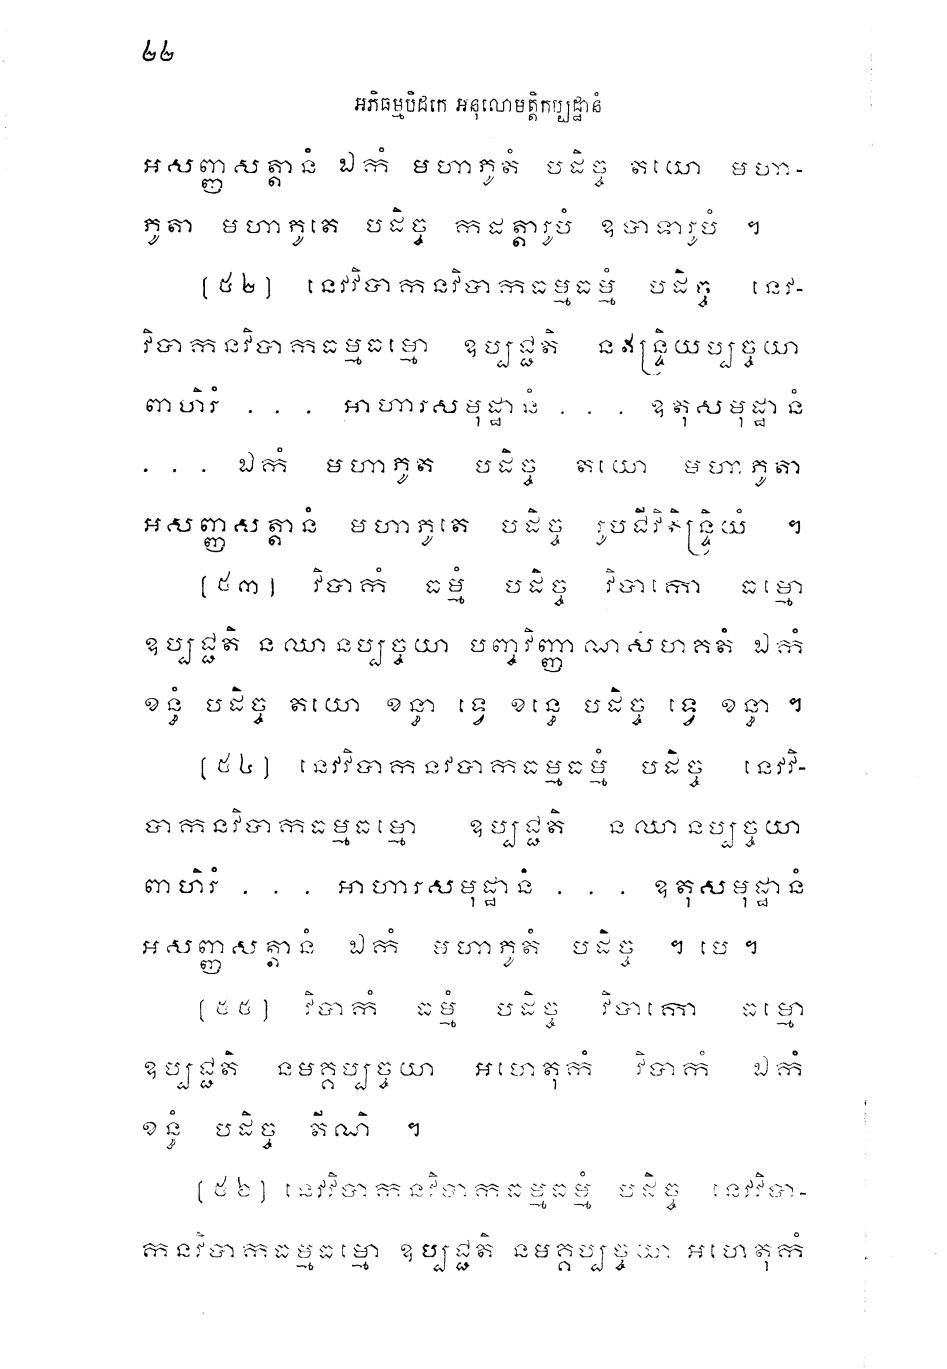 ២២
អភិធម្មបិដកេ អនុលោមត្តិកប្បដ្ឋានំ
អសញ្ញសត្តានំ ឯកំ មហាភូតំ បដិច្ច តយោ មហា-
ភូតា មហាភូតេ បដិច្ច កដត្តារូបំ ឧបាទារូបំ ។
(៥២) នេវវិបាកនវិបាកធម្មធម្មំ បដិច្ច នេវ-
វិបាកនវិបាកធម្មធម្មោ ឧប្បជ្ជតិ នឥន្ទ្រិយប្បច្ចយា
ពាហិរំ . . . អាហារសមុដ្ឋានំ . . . ឧតុសមុដ្ឋានំ
. . . ឯកំ មហាភូត បដិច្ច តយោ មហាភូតា
អសញ្ញសត្តានំ មហាភូតេ បដិច្ច រូបជីវិតិន្ទ្រិយំ ។
(៥៣) វិបាកំ ធម្មំ បដិច្ច វិបាកោ ធម្មោ
ឧប្បជ្ជតិ នឈានប្បច្ចយា បញ្ចវិញ្ញាណសហគតំ ឯកំ
ខន្ធំ បដិច្ច តយោ ខន្ធា ទ្វេ ខន្ធេ បដិច្ច ទ្វេ ខន្ធា ។
(៥៤) នេវវិបាកនវបាកធម្មធម្មំ បដិច្ច នេវវិ-
បាកនវិបាកធម្មធម្មោ ឧប្បជ្ជតិ នឈានប្បច្ចយា
ពាហិរំ . . . អាហារសមុដ្ឋានំ . . . ឧតុសមុដ្ឋានំ
អសញ្ញសត្តានំ ឯកំ មហាភូតំ បដិច្ច ។ បេ ។
(៥៥) វិបាកំ ធម្មំ បដិច្ច វិបាកោ ធម្មោ
ឧប្បជ្ជតិ នមគ្គប្បច្ចយា អហេតុកំ វិបាកំ ឯកំ
ខន្ធំ បដិច្ច តីណិ ។
(៥៦) នេវវិបាកនវិបាកធម្មធម្មំ បដិច្ច នេវវិបា-
កនវិបាកធម្មធម្មោ ឧប្បជ្ជតិ នមគ្គប្បច្ចយា អហេតុកំ